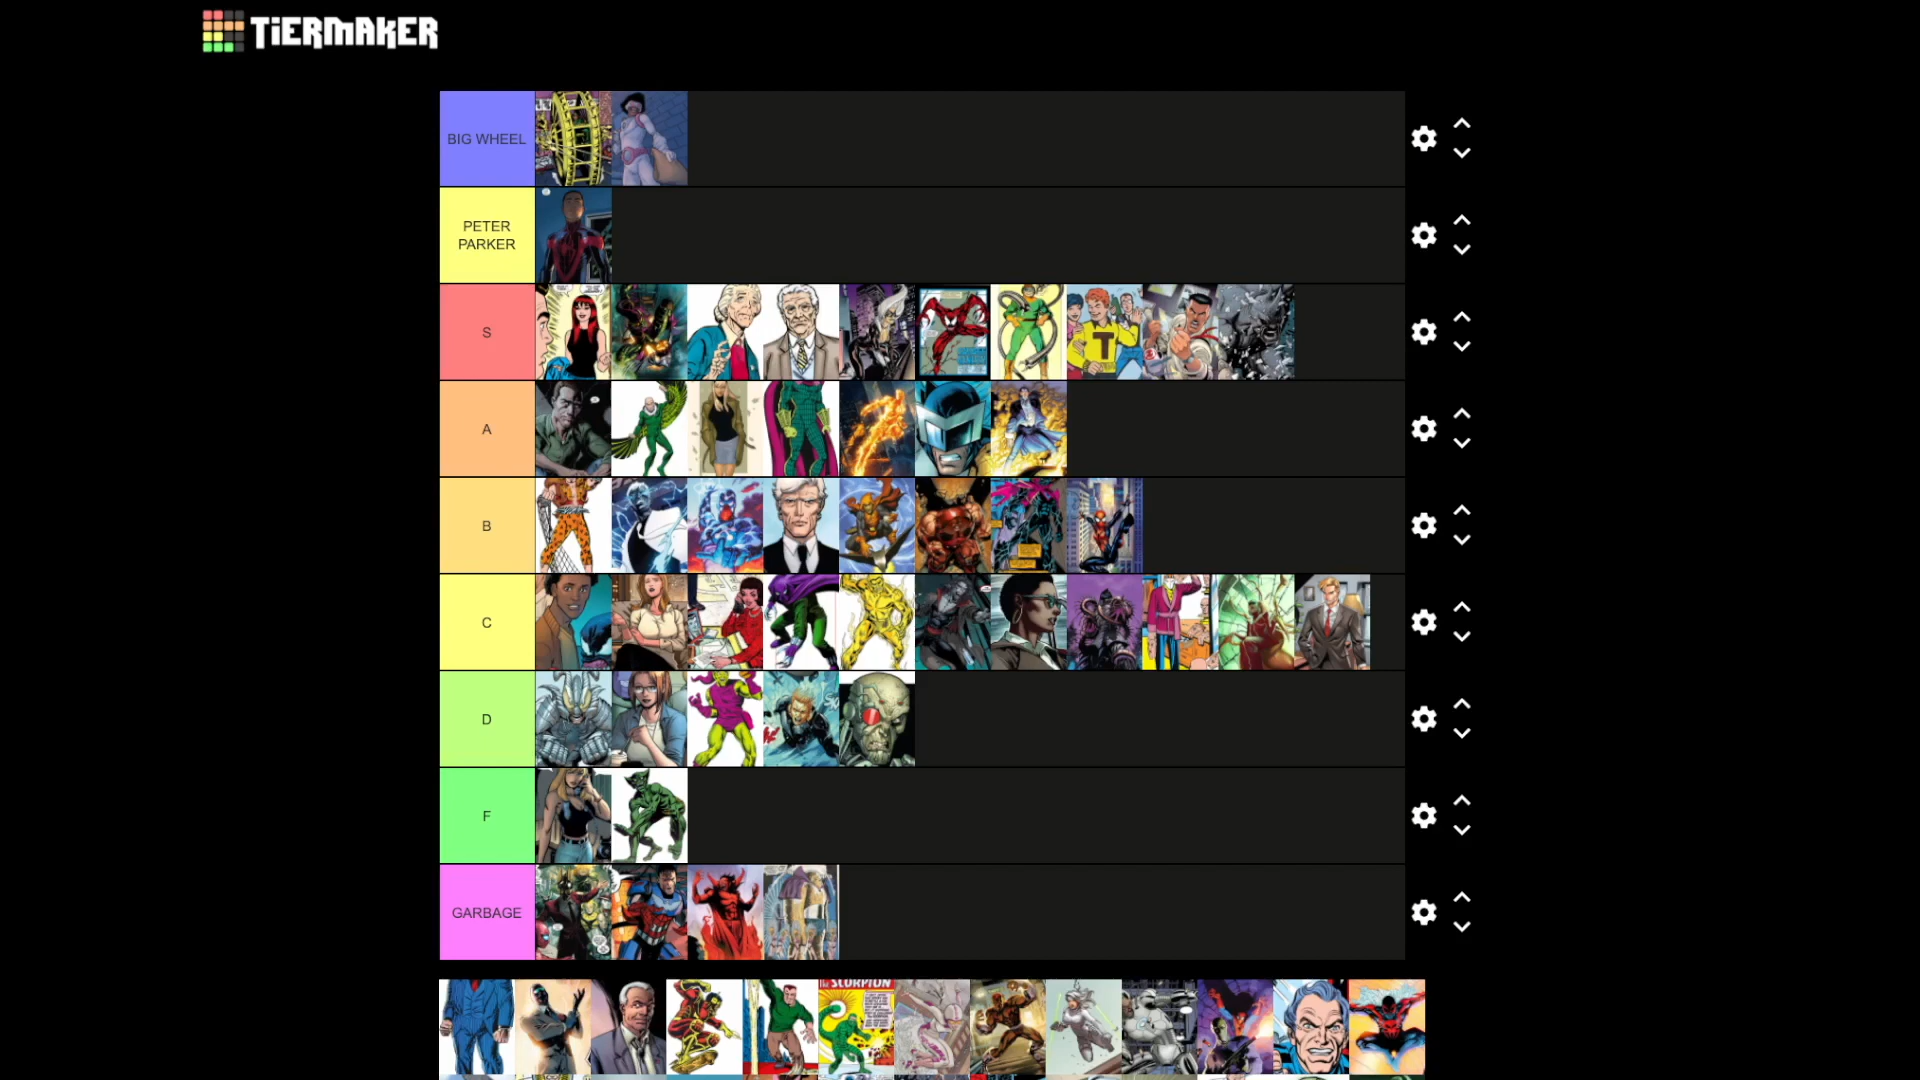 TiERMAKER
BIG WHEEL
PETER
PARKER
S
T
A
B
C
D
F
GARBAGE
SCORPION